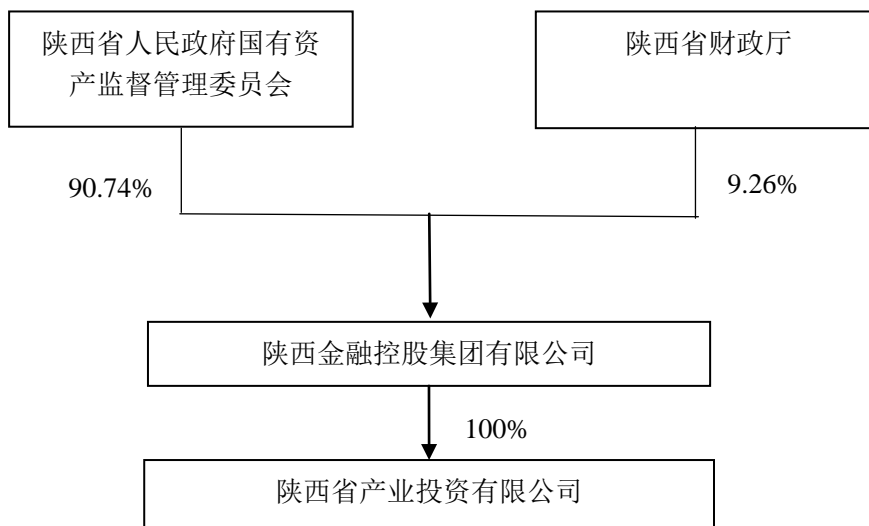 陕西省人民政府国有资
产监督管理委员会
陕西省财政厅
90.74%
9.26%
陕西金融控股集团有限公司
100%
陕西省产业投资有限公司